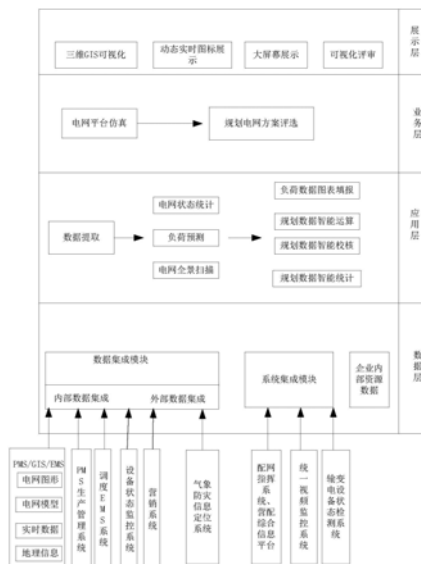 三维GIS可视化
动态实时图标展
示
大屏幕展示
可视化评审
展示层
电网平台仿真
规划电网方案评选
业务层
数据提取
电网状态统计
负荷预测
电网全景扫描
负荷数据图表填报
规划数据智能运算
规划数据智能校核
规划数据智能统计
应用层
数据集成模块
内部数据集成
外部数据集成
系统集成模块
企业内
部资源
数据
数据层
PMS/GIS/EMS
电网图形
电网模型
实时数据
地理信息
PMS生产管理系统
调度EMS系统
设备状态监控系统
营销系统
气象
防灾
信息
定位
系统
配网
指挥
系统、
营配
综合
信息
平台
统一视频监控系统
输变
电设
备状
态检
测系
统